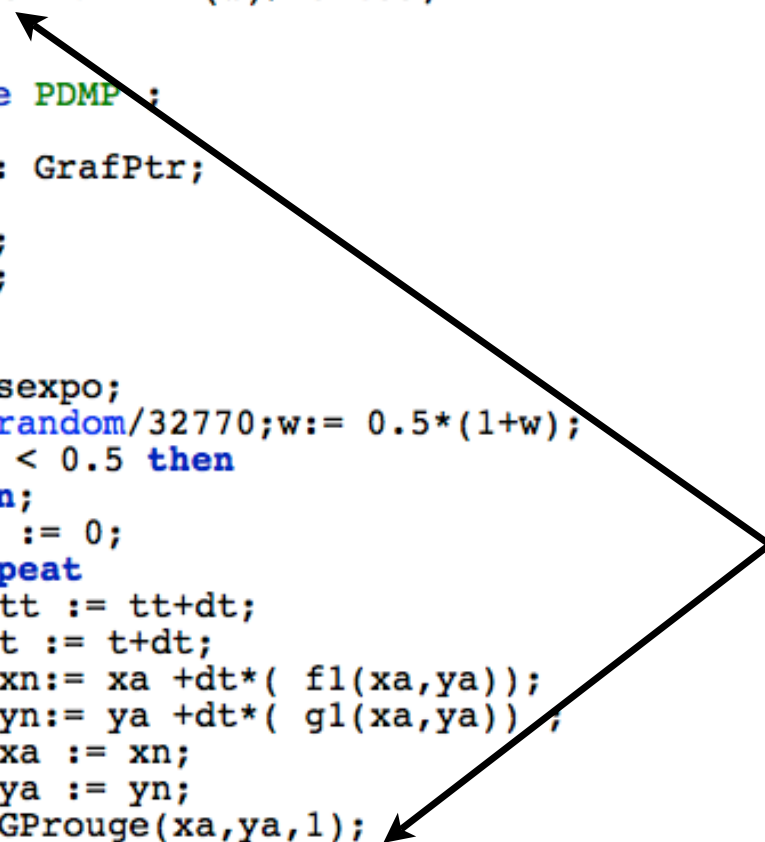 e PDMP ;
: GrafPtr;
;
;
sexpo;
random/32770;w:= 0.5*(1+w);
< 0.5 then
n;
:= 0;
peat
tt := tt+dt;
t := t+dt;
xn:= xa +dt*( f1(xa,ya));
yn:= ya +dt*( g1(xa,ya)) ;
xa := xn;
ya := yn;
GProuge(xa,ya,1);